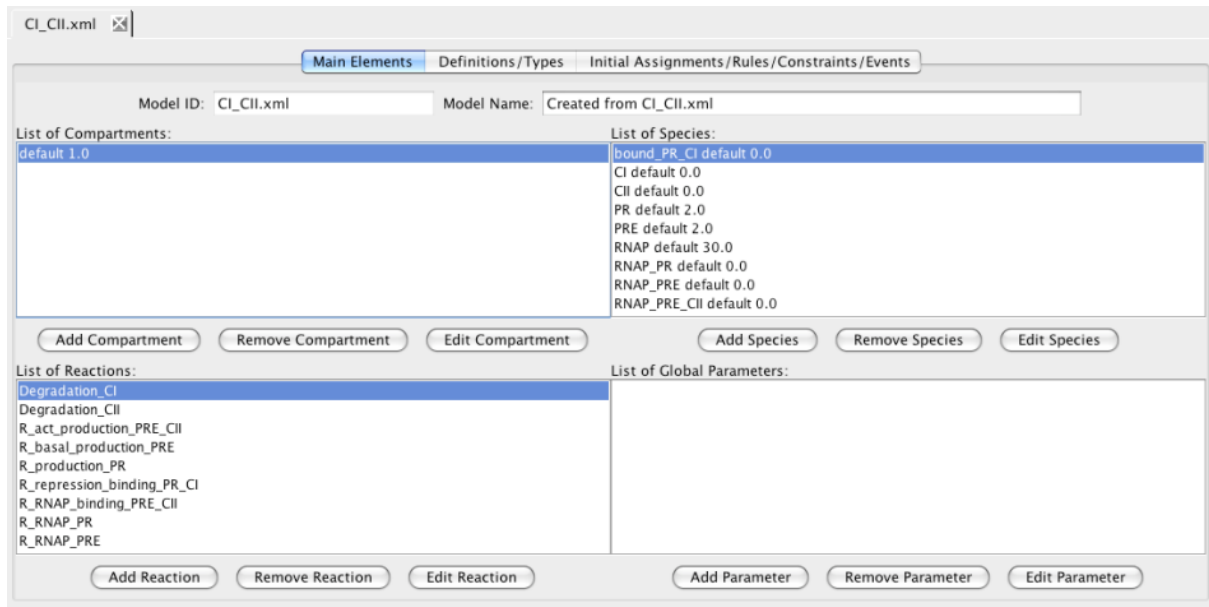 CI_CII.xml
Main Elements Definitions/Types Initial Assignments/Rules/Constraints/Events
Model ID: CI_CII.xml Model Name: Created from CI_CII.xml
List of Compartments:
default 1.0
Add Compartment Remove Compartment Edit Compartment
List of Species:
bound_PR_CI default 0.0
CI default 0.0
CII default 0.0
PR default 2.0
PRE default 2.0
RNAP default 30.0
RNAP_PR default 0.0
RNAP_PRE default 0.0
RNAP_PRE_CII default 0.0
Add Species Remove Species Edit Species
List of Reactions:
Degradation_CI
Degradation_CII
R_act_production_PRE_CII
R_basal_production_PRE
R_production_PR
R_repression_binding_PR_CI
R_RNAP_binding_PRE_CII
R_RNAP_PR
R_RNAP_PRE
Add Reaction Remove Reaction Edit Reaction
List of Global Parameters:
Add Parameter Remove Parameter Edit Parameter